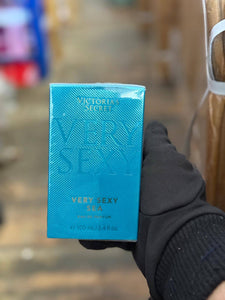 VICTORIA'S
SECRET
VERY
SEXY
VERY SEXY
SEA
100 mL / 3.4 fl oz